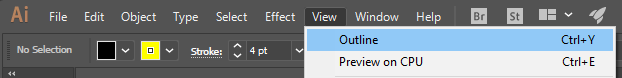 Ai File Edit Object Type Select Effect View Window Help Br St
No Selection Stroke: 4 pt Outline Ctrl+Y
Preview on CPU Ctrl+E